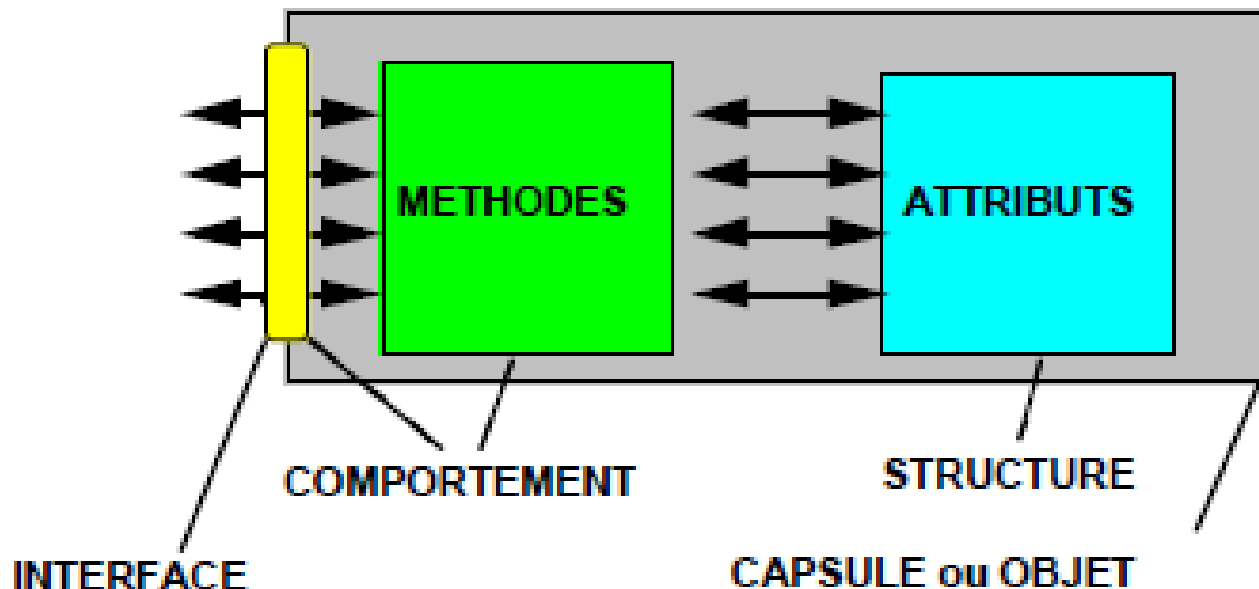 METHODES
ATTRIBUTS
COMPORTEMENT
STRUCTURE
INTERFACE
CAPSULE ou OBJET